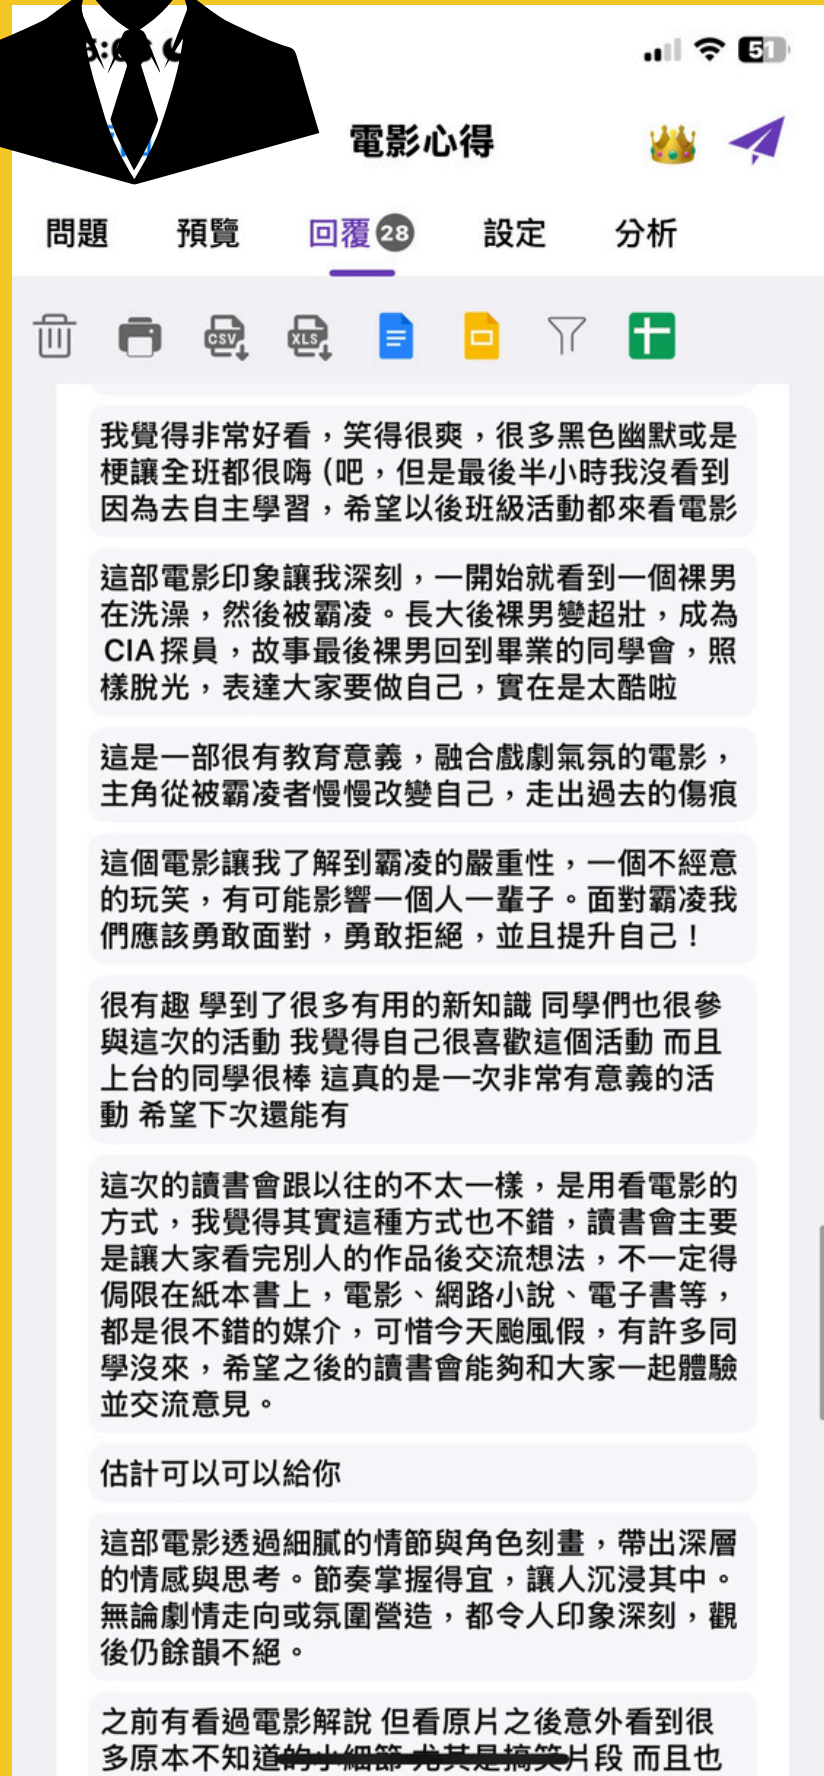 51
電影心得
問題 預覽 回覆 28 設定 分析
CSV XLS
我覺得非常好看，笑得很爽，很多黑色幽默或是
梗讓全班都很嗨 (吧，但是最後半小時我沒看到
因為去自主學習，希望以後班級活動都來看電影
這部電影印象讓我深刻，一開始就看到一個裸男
在洗澡，然後被霸凌。長大後裸男變超壯，成為
CIA探員，故事最後裸男回到畢業的同學會，照
樣脫光，表達大家要做自己，實在是太酷啦
這是一部很有教育意義，融合戲劇氣氛的電影，
主角從被霸凌者慢慢改變自己，走出過去的傷痕
這個電影讓我了解到霸凌的嚴重性，一個不經意
的玩笑，有可能影響一個人一輩子。面對霸凌我
們應該勇敢面對，勇敢拒絕，並且提升自己！
很有趣 學到了很多有用的新知識 同學們也很參
與這次的活動 我覺得自己很喜歡這個活動 而且
上台的同學很棒 這真的是一次非常有意義的活
動 希望下次還能有
這次的讀書會跟以往的不太一樣，是用看電影的
方式，我覺得其實這種方式也不錯，讀書會主要
是讓大家看完別人的作品後交流想法，不一定得
侷限在紙本書上，電影、網路小說、電子書等，
都是很不錯的媒介，可惜今天颱風假，有許多同
學沒來，希望之後的讀書會能夠和大家一起體驗
並交流意見。
估計可以可以給你
這部電影透過細膩的情節與角色刻畫，帶出深層
的情感與思考。節奏掌握得宜，讓人沉浸其中。
無論劇情走向或氛圍營造，都令人印象深刻，觀
後仍餘韻不絕。
之前有看過電影解說 但看原片之後意外看到很
多原本不知道的小細節 尤其是搞笑片段 而且也